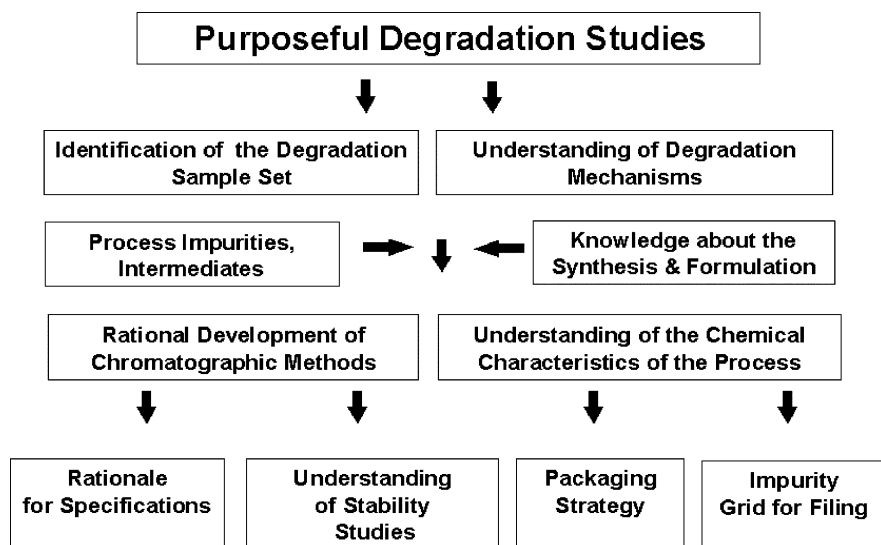 Purposeful Degradation Studies
Identification of the Degradation
Sample Set
Understanding of Degradation
Mechanisms
Process Impurities,
Intermediates
Knowledge about the
Synthesis & Formulation
Rational Development of
Chromatographic Methods
Understanding of the Chemical
Characteristics of the Process
Rationale
for Specifications
Understanding
of Stability
Studies
Packaging
Strategy
Impurity
Grid for Filing